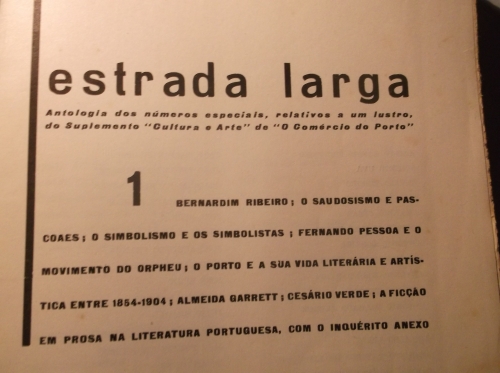 estrada larga
Antologia dos números especiais, relativos a um lustro,
do Suplemento "Cultura e Arte" de "O Comércio do Porto"
1
BERNARDIM RIBEIRO; O SAUDOSISMO E PAS-
COAES; O SIMBOLISMO E OS SIMBOLISTAS; FERNANDO PESSOA E O
MOVIMENTO DO ORPHEU; O PORTO E A SUA VIDA LITERÁRIA E ARTÍS-
TICA ENTRE 1854-1904; ALMEIDA GARRETT; CESÁRIO VERDE; A FICÇÃO
EM PROSA NA LITERATURA PORTUGUESA, COM O INQUÉRITO ANEXO